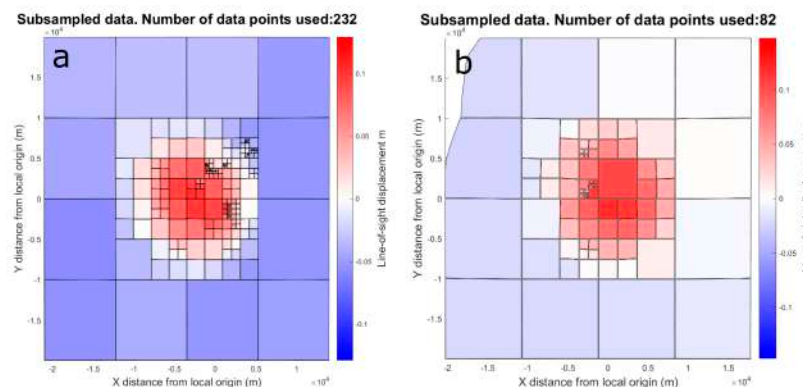 Subsampled data. Number of data points used:232
×10⁴
a
Y distance from local origin (m)
1.5
1
0.5
0
-0.5
-1
-1.5
-2 -1.5 -1 -0.5 0 0.5 1 1.5
X distance from local origin (m)
×10⁴
0.1
0.05
0
-0.05
-0.1
Line-of-sight displacement m
Subsampled data. Number of data points used:82
×10⁴
b
Y distance from local origin (m)
1.5
1
0.5
0
-0.5
-1
-1.5
-2 -1.5 -1 -0.5 0 0.5 1 1.5
X distance from local origin (m)
×10⁴
0.1
0.05
0
-0.05
-0.1